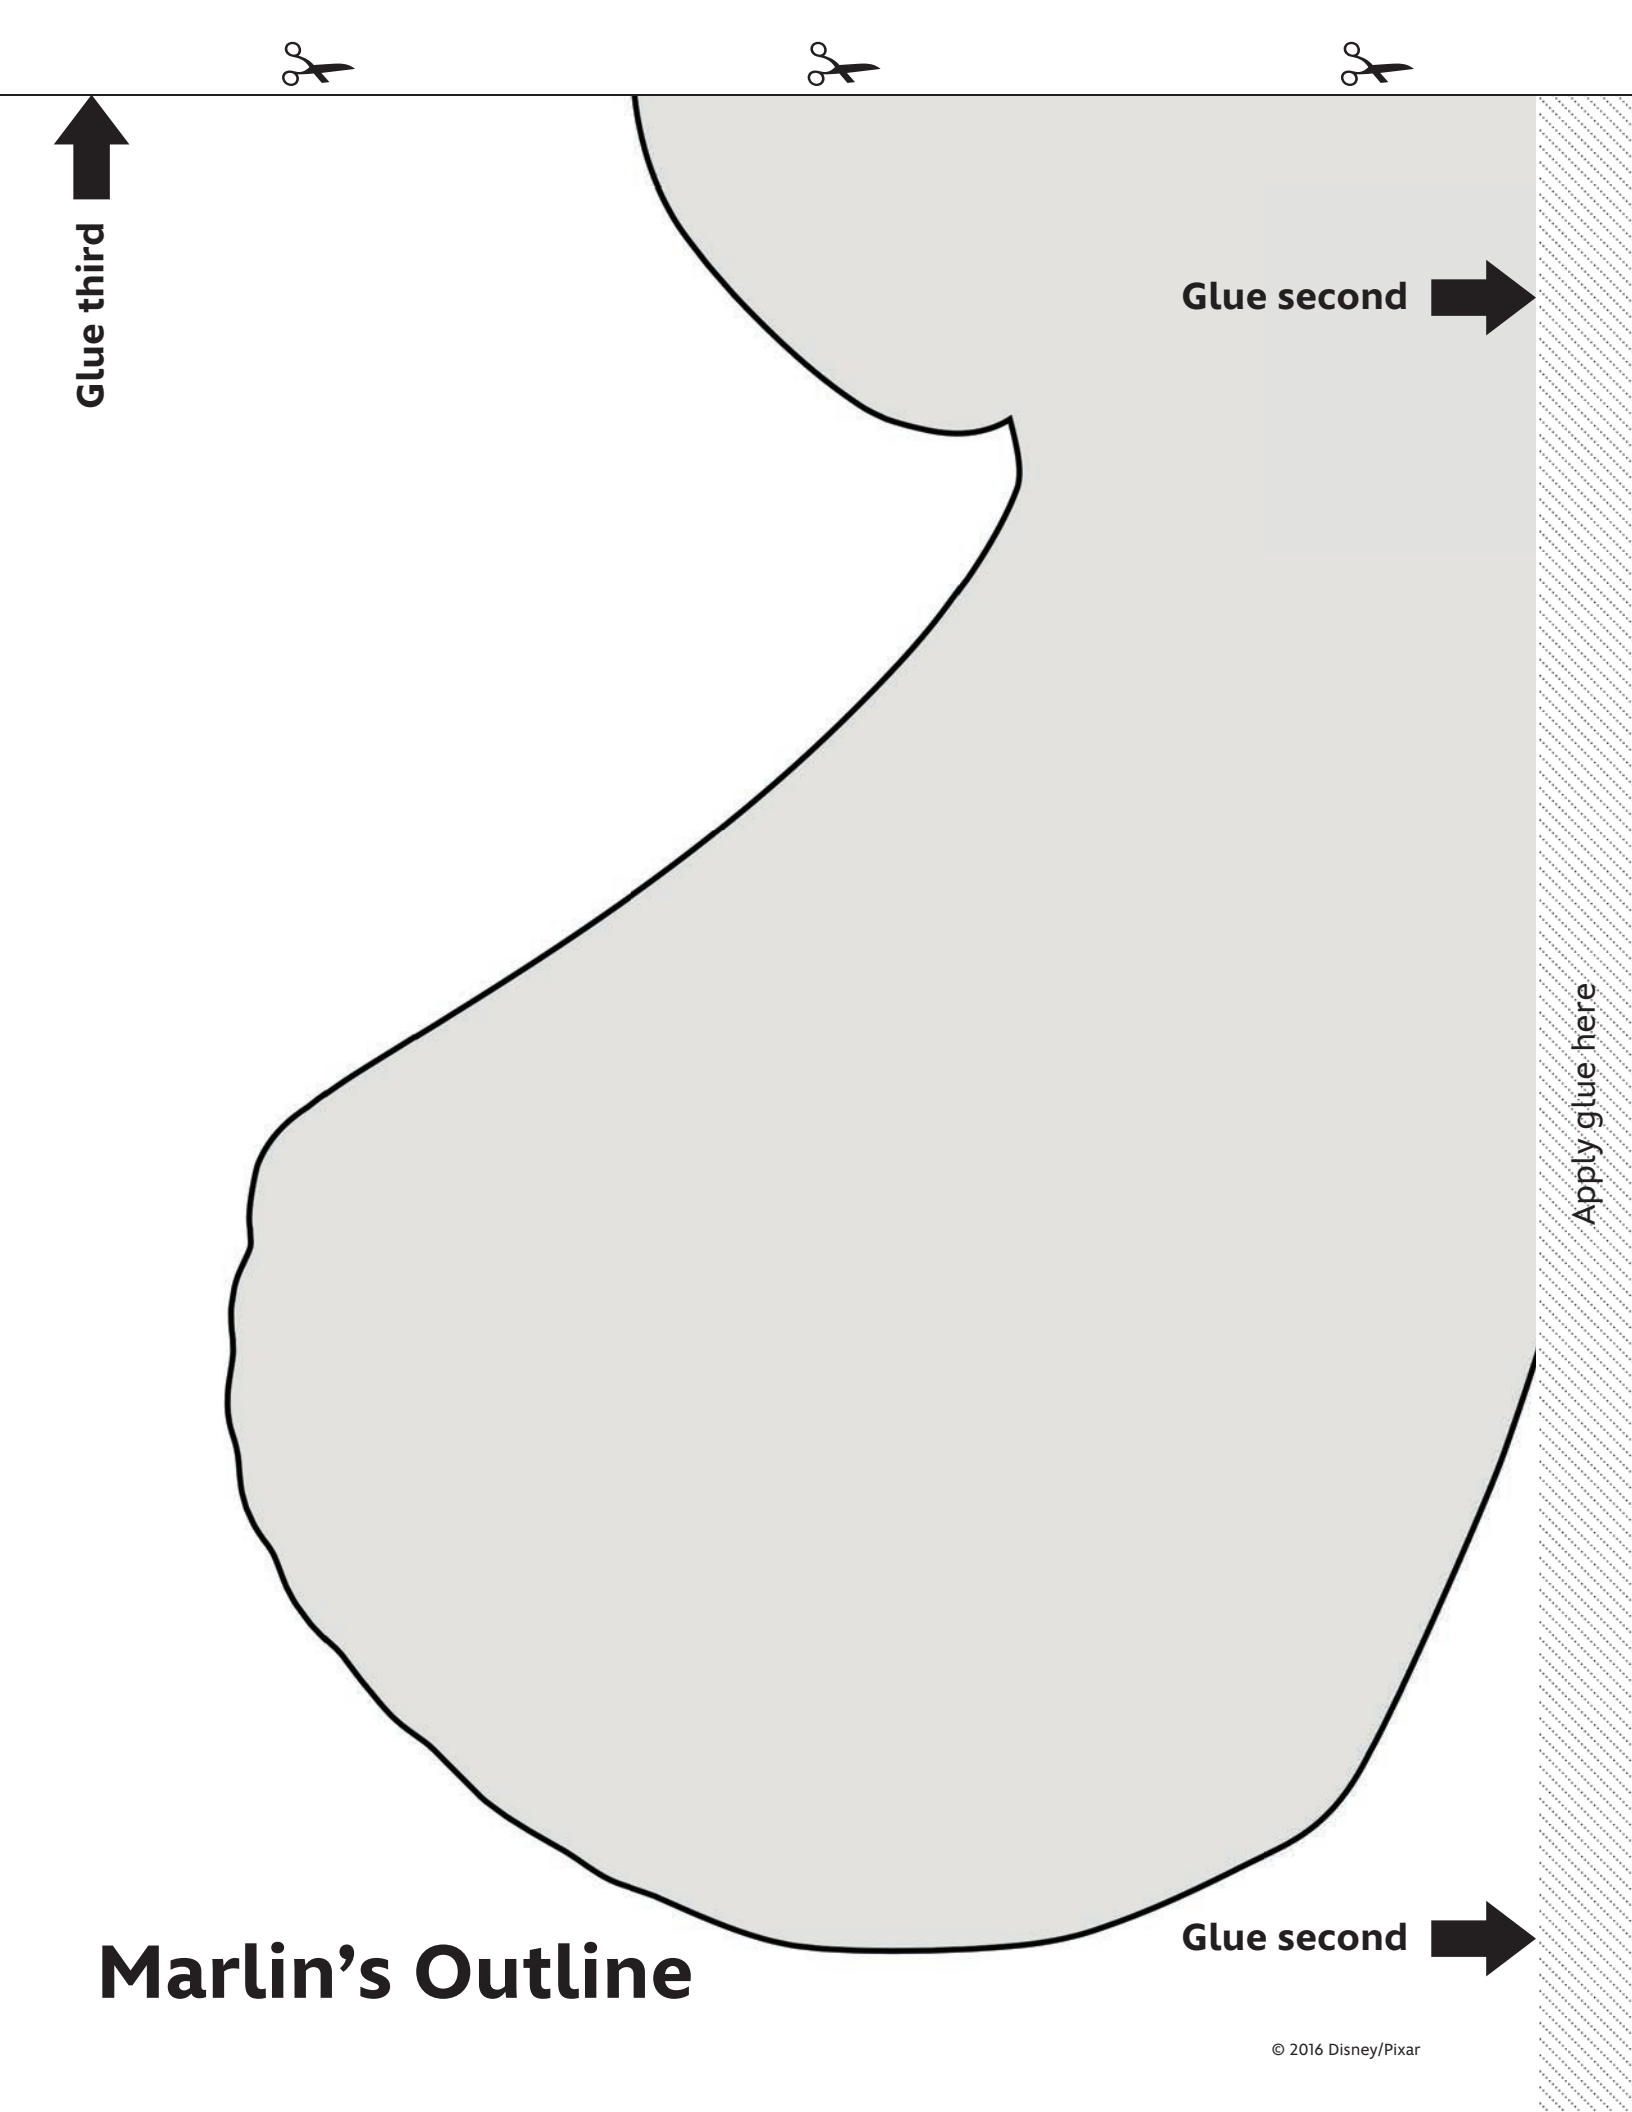 Glue third
Glue second
Apply glue here
Glue second
Marlin’s Outline
© 2016 Disney/Pixar